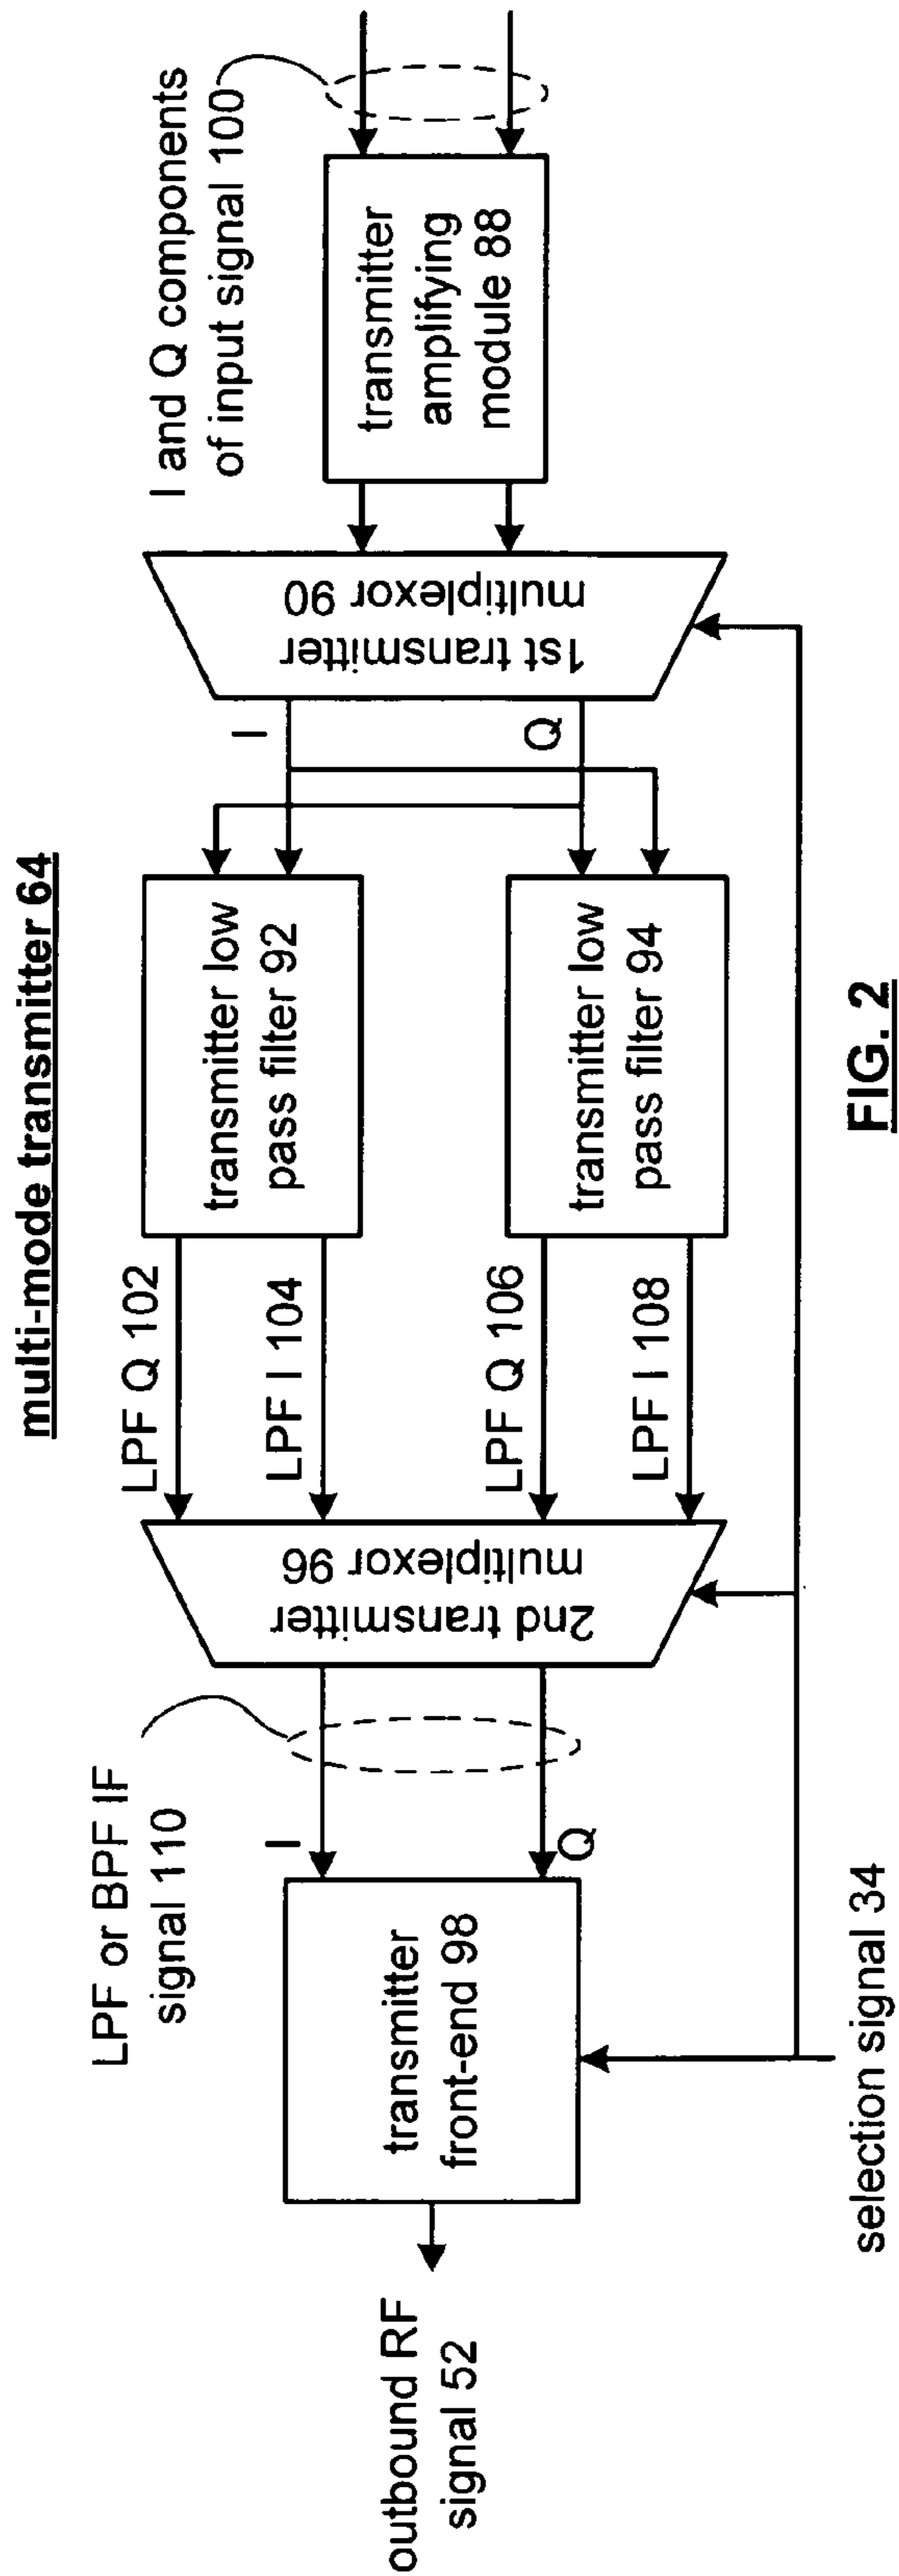 multi-mode transmitter 64
LPF or BPF IF
signal 110
LPF Q 102
LPF I 104
LPF Q 106
LPF I 108
I and Q components
of input signal 100
outbound RF
signal 52
transmitter
front-end 98
I
Q
2nd transmitter
multiplexor 96
transmitter low
pass filter 92
transmitter low
pass filter 94
I
Q
1st transmitter
multiplexor 90
transmitter
amplifying
module 88
selection signal 34
FIG. 2